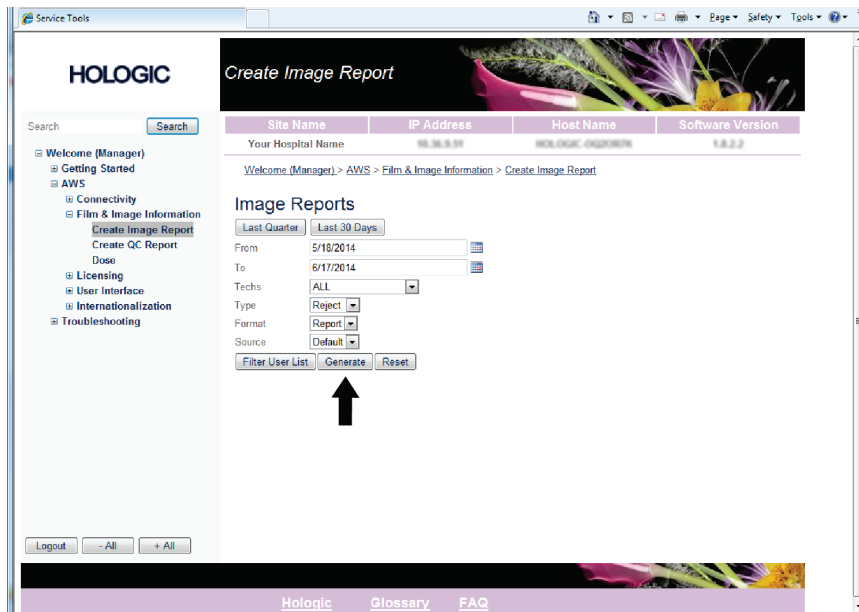 Service Tools
Page Safety Tools
HOLOGIC
Create Image Report
Search Search
Site Name IP Address Host Name Software Version
Your Hospital Name
Welcome (Manager)
Getting Started
AWS
Connectivity
Film & Image Information
Create Image Report
Create QC Report
Dose
Licensing
User Interface
Internationalization
Troubleshooting
Welcome (Manager) > AWS > Film & Image Information > Create Image Report
Image Reports
Last Quarter Last 30 Days
From 5/18/2014
To 6/17/2014
Techs ALL
Type Reject
Format Report
Source Default
Filter User List Generate Reset
Logout - All + All
Hologic Glossary FAQ